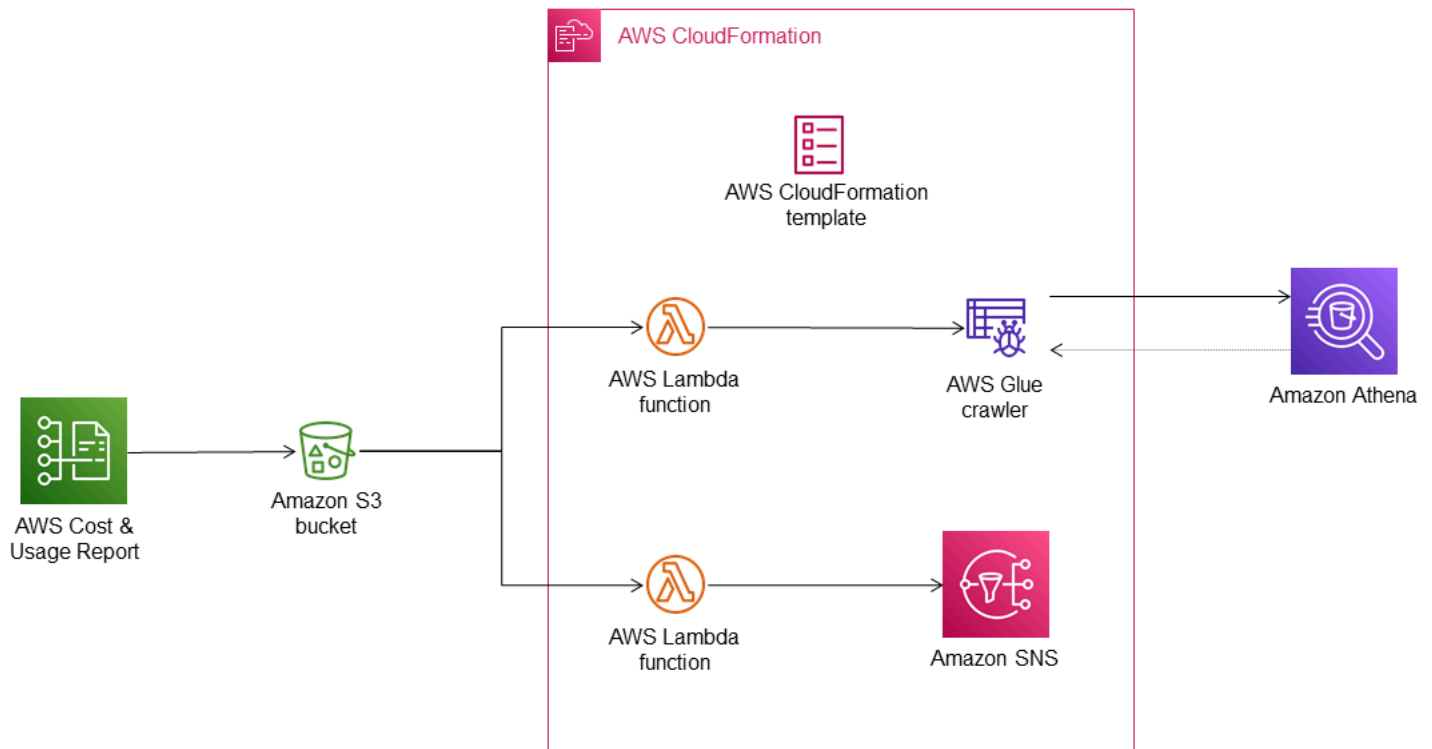 AWS CloudFormation
AWS CloudFormation
template
AWS Lambda
function
AWS Glue
crawler
Amazon Athena
AWS Cost &
Usage Report
Amazon S3
bucket
AWS Lambda
function
Amazon SNS